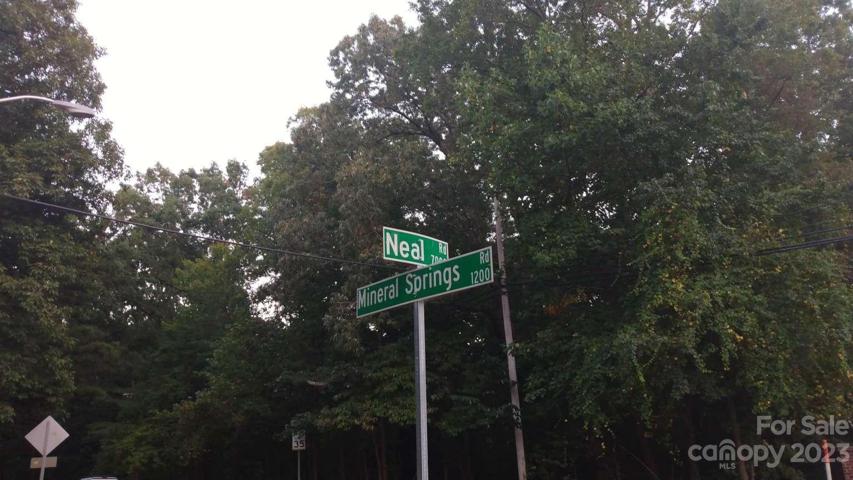 Neal Rd
Mineral Springs Rd
1200
35
For Sale
canopy 2023
MLS